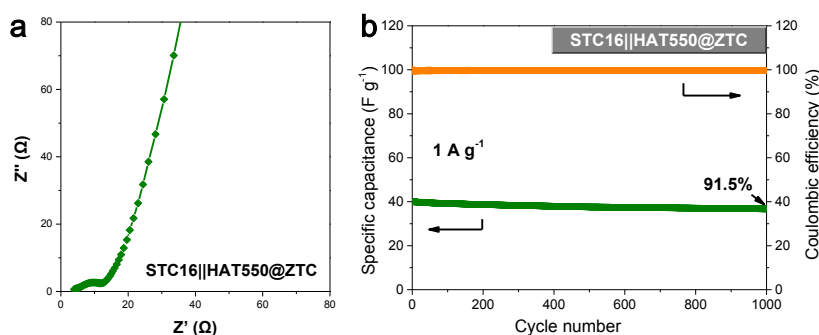 a
80
60
40
20
0
Z'' (Ω)
0 20 40 60 80
Z' (Ω)
STC16||HAT550@ZTC
b
STC16||HAT550@ZTC
120
100
80
60
40
20
0
Specific capacitance (F g⁻¹)
120
100
80
60
40
20
0
Coulombic efficiency (%)
1 A g⁻¹
91.5%
0 200 400 600 800 1000
Cycle number